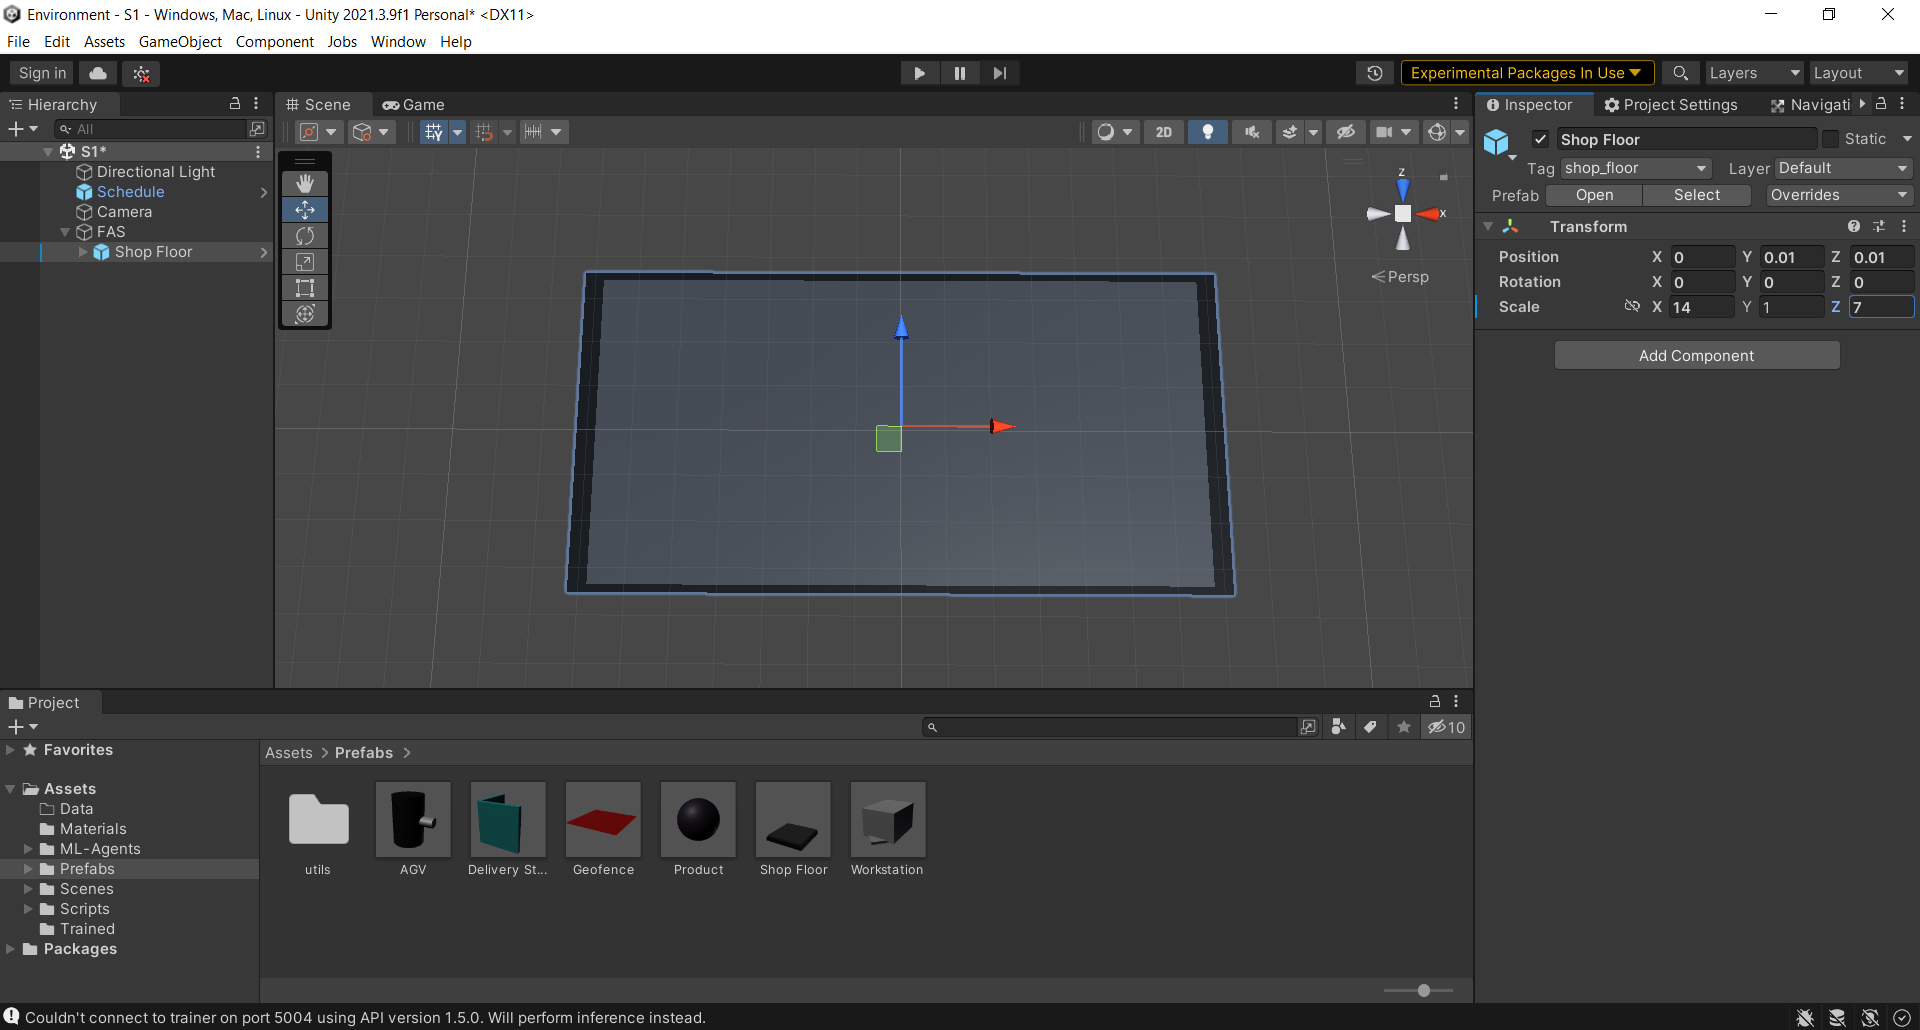 Environment - S1 - Windows, Mac, Linux - Unity 2021.3.9f1 Personal* <DX11>
File Edit Assets GameObject Component Jobs Window Help
Sign in
Experimental Packages In Use
Layers
Layout
Hierarchy
All
S1*
Directional Light
Schedule
Camera
FAS
Shop Floor
Scene
Game
2D
z
x
Persp
Inspector
Project Settings
Navigati
Shop Floor
Static
Tag shop_floor
Layer Default
Prefab Open Select Overrides
Transform
Position X 0 Y 0.01 Z 0.01
Rotation X 0 Y 0 Z 0
Scale X 14 Y 1 Z 7
Add Component
Project
10
Favorites
Assets
Data
Materials
ML-Agents
Prefabs
Scenes
Scripts
Trained
Packages
Assets > Prefabs >
utils
AGV
Delivery St...
Geofence
Product
Shop Floor
Workstation
Couldn't connect to trainer on port 5004 using API version 1.5.0. Will perform inference instead.